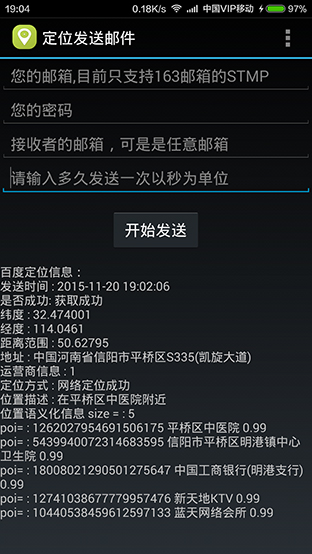 19:04
0.18K/s 中国VIP移动 97%
定位发送邮件
您的邮箱,目前只支持163邮箱的STMP
您的密码
接收者的邮箱，可是是任意邮箱
请输入多久发送一次以秒为单位
开始发送
百度定位信息：
发送时间 : 2015-11-20 19:02:06
是否成功: 获取成功
纬度 : 32.474001
经度 : 114.0461
距离范围 : 50.62795
地址 : 中国河南省信阳市平桥区S335(凯旋大道)
运营商信息 : 1
定位方式 : 网络定位成功
位置描述 : 在平桥区中医院附近
位置语义化信息 size = : 5
poi= : 1262027954691506175 平桥区中医院 0.99
poi= : 5439940072314683595 信阳市平桥区明港镇中心
卫生院 0.99
poi= : 18008021290501275647 中国工商银行(明港支行)
0.99
poi= : 12741038677779957476 新天地KTV 0.99
poi= : 10440538459612597133 蓝天网络会所 0.99